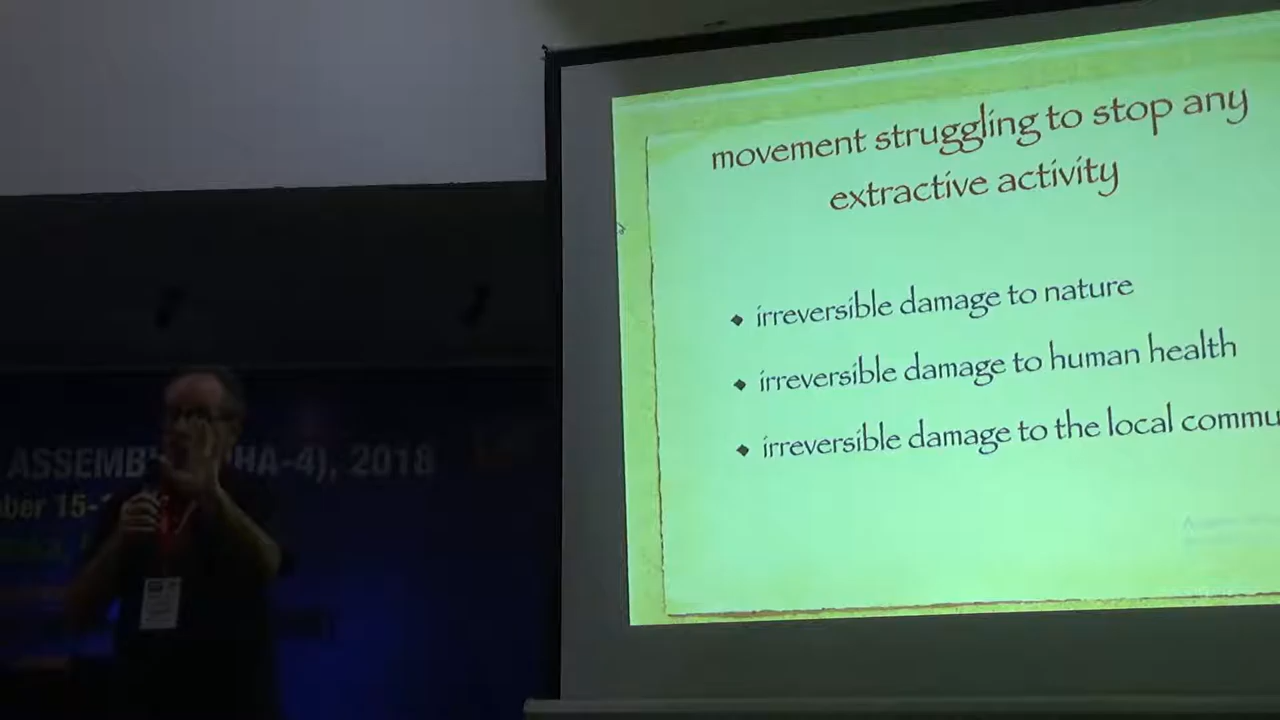 movement struggling to stop any
extractive activity
irreversible damage to nature
irreversible damage to human health
irreversible damage to the local commu
ASSEMB HA-4), 2018
ber 15-